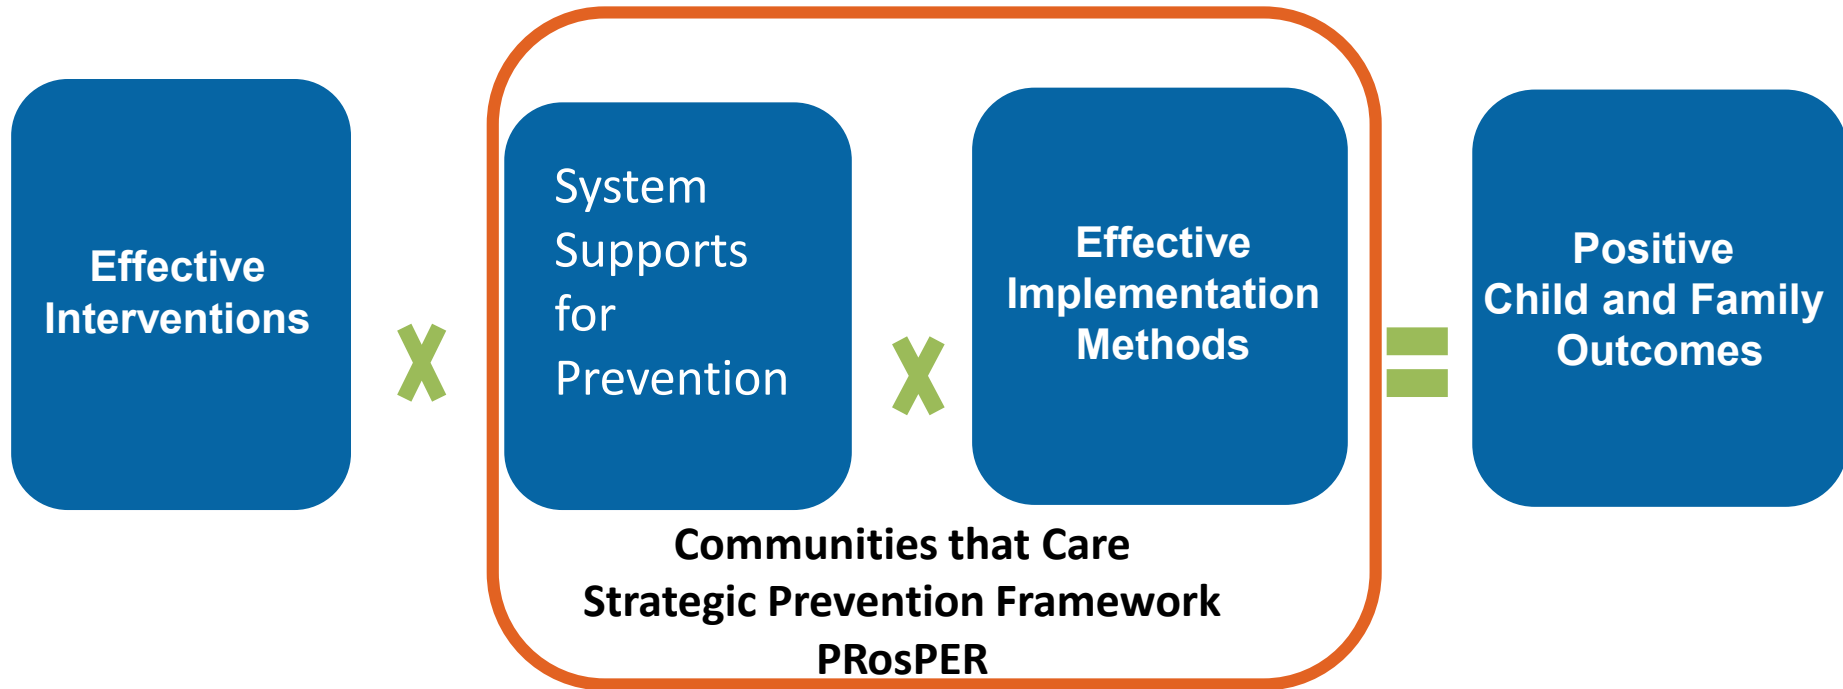 Effective
Interventions
System
Supports
for
Prevention
Effective
Implementation
Methods
Positive
Child and Family
Outcomes
Communities that Care
Strategic Prevention Framework
PRosPER